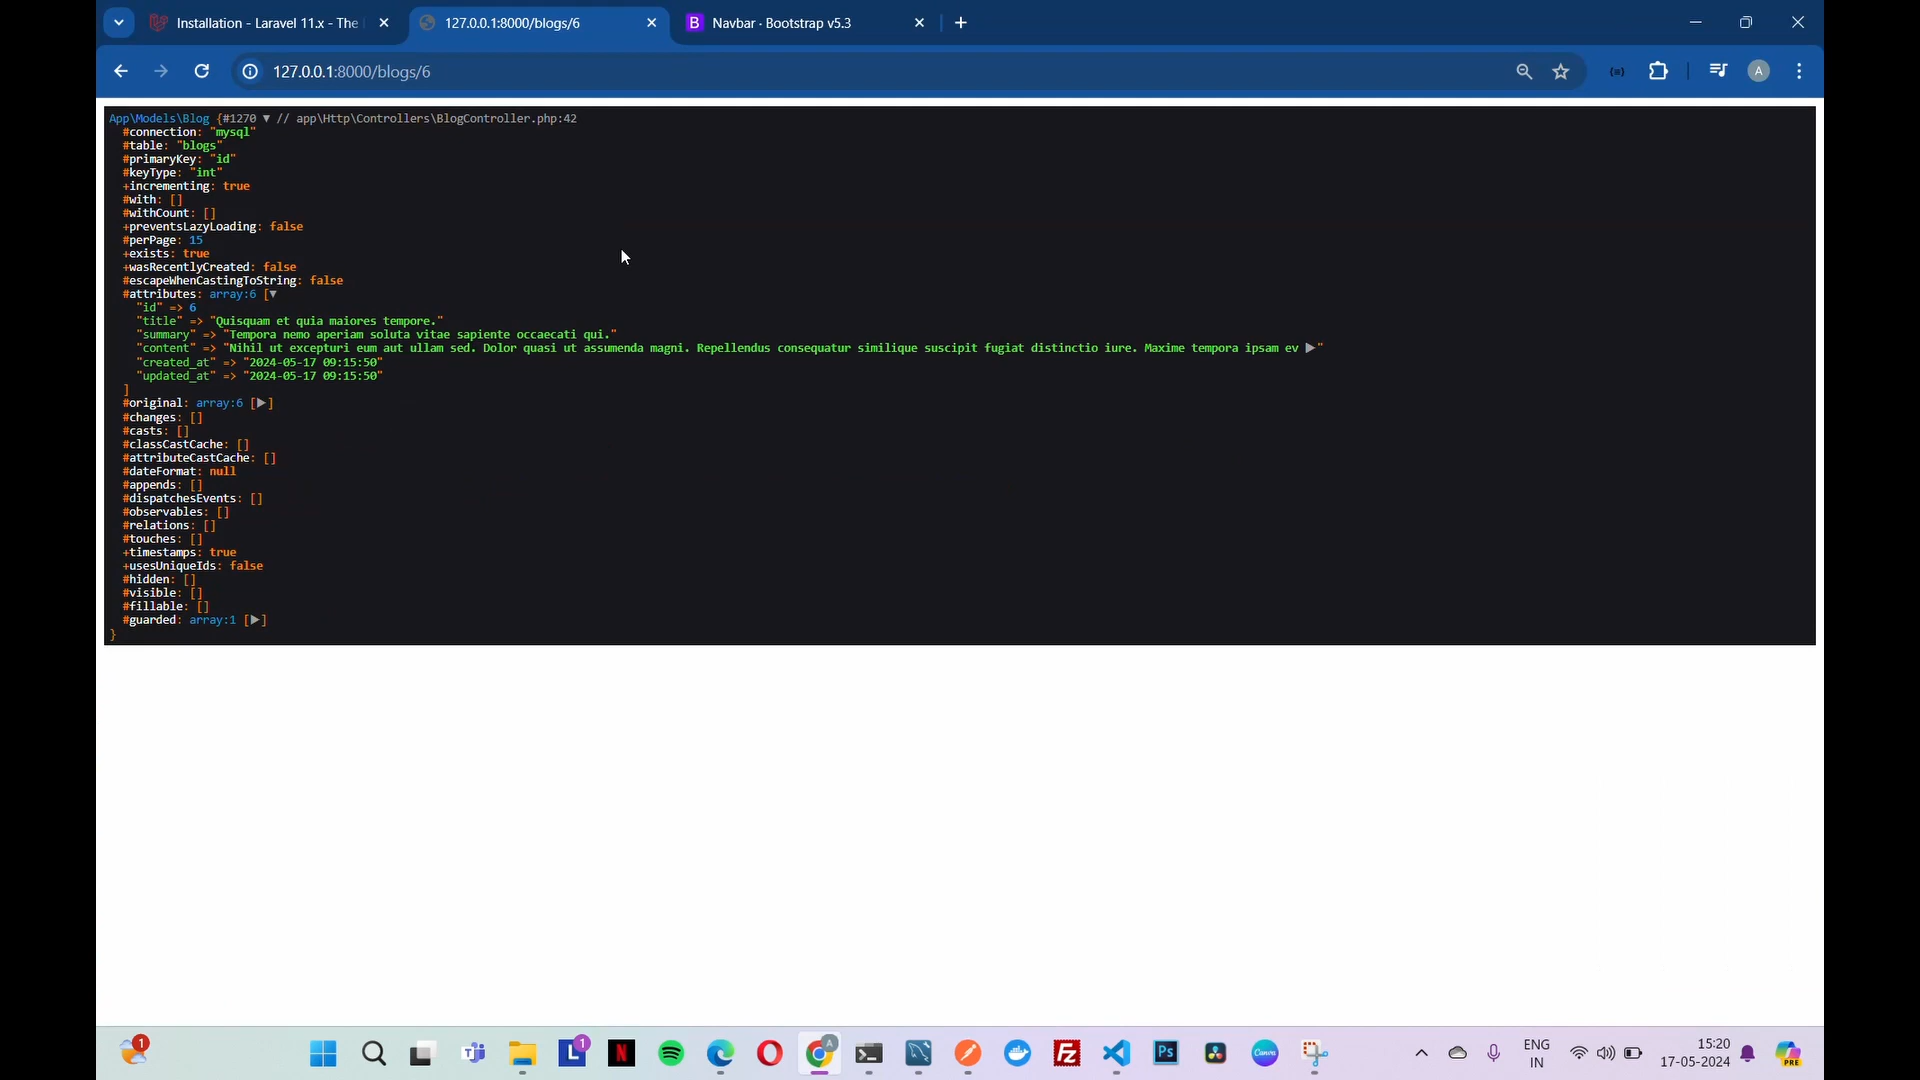 Installation - Laravel 11.x - The
127.0.0.1:8000/blogs/6
B Navbar · Bootstrap v5.3
127.0.0.1:8000/blogs/6
A
App\Models\Blog {#1270 ▼ // app\Http\Controllers\BlogController.php:42
#connection: "mysql"
#table: "blogs"
#primaryKey: "id"
#keyType: "int"
+incrementing: true
#with: []
#withCount: []
+preventsLazyLoading: false
#perPage: 15
+exists: true
+wasRecentlyCreated: false
#escapeWhenCastingToString: false
#attributes: array:6 [▼
"id" => 6
"title" => "Quisquam et quia maiores tempore."
"summary" => "Tempora nemo aperiam soluta vitae sapiente occaecati qui."
"content" => "Nihil ut excepturi eum aut ullam sed. Dolor quasi ut assumenda magni. Repellendus consequatur similique suscipit fugiat distinctio iure. Maxime tempora ipsam ev ▶"
"created_at" => "2024-05-17 09:15:50"
"updated_at" => "2024-05-17 09:15:50"
]
#original: array:6 [▶]
#changes: []
#casts: []
#classCastCache: []
#attributeCastCache: []
#dateFormat: null
#appends: []
#dispatchesEvents: []
#observables: []
#relations: []
#touches: []
+timestamps: true
+usesUniqueIds: false
#hidden: []
#visible: []
#fillable: []
#guarded: array:1 [▶]
}
1
L 1
N
A
Fz
Ps
Canva
ENG
IN
15:20
17-05-2024
PRE